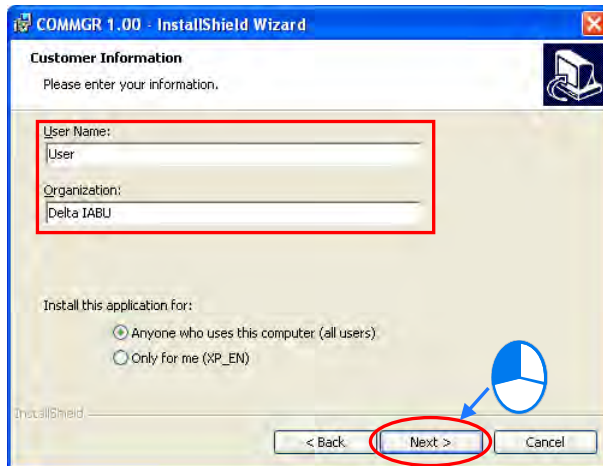 COMMGR 1.00 - InstallShield Wizard
Customer Information
Please enter your information.
User Name:
User
Organization:
Delta IABU
Install this application for:
Anyone who uses this computer (all users)
Only for me (XP_EN)
InstallShield
< Back
Next >
Cancel